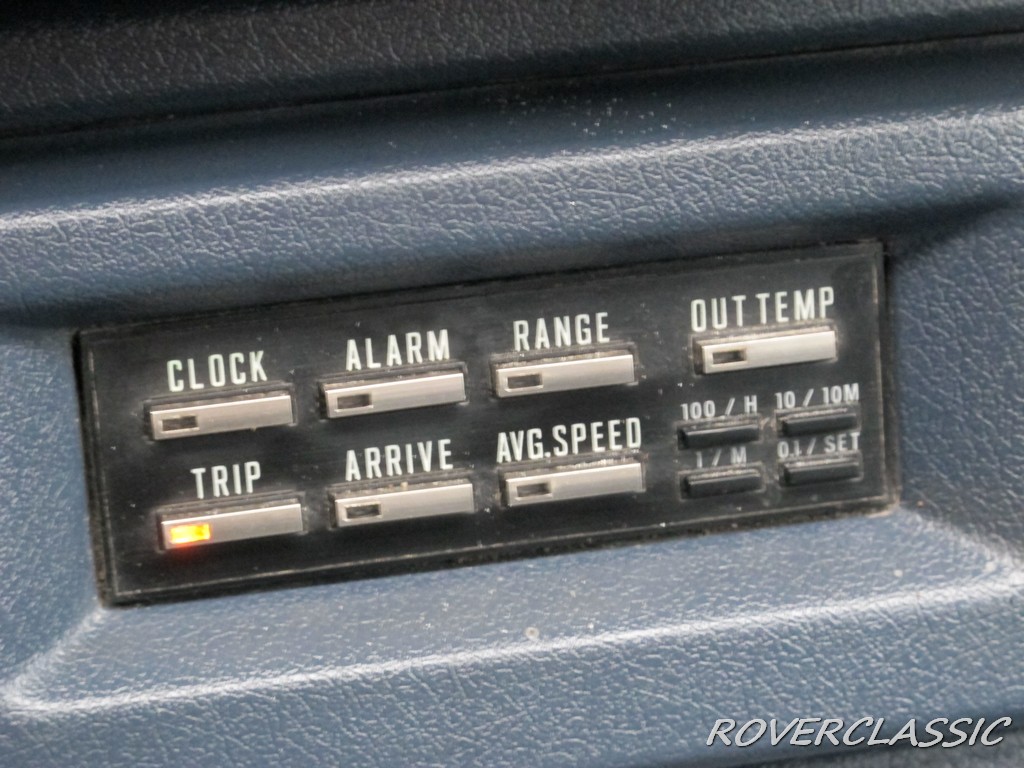 CLOCK ALARM RANGE OUT TEMP
100 / H 10 / 10M
TRIP ARRIVE AVG.SPEED 1 / M 0.1 / SET
ROVERCLASSIC